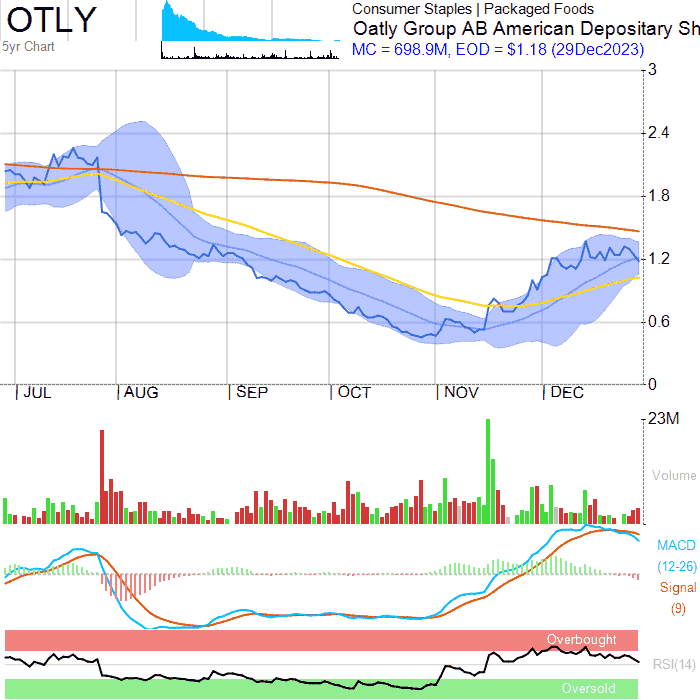 OTLY
5yr Chart
Consumer Staples | Packaged Foods
Oatly Group AB American Depositary Sh
MC = 698.9M, EOD = $1.18 (29Dec2023)
3
2.4
1.8
1.2
0.6
0
JUL AUG SEP OCT NOV DEC
23M
Volume
MACD
(12-26)
Signal
(9)
Overbought
RSI(14)
Oversold